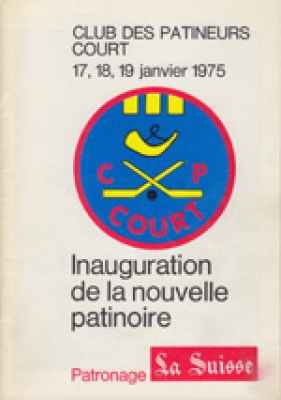 CLUB DES PATINEURS
COURT
17, 18, 19 janvier 1975
C P
COURT
Inauguration
de la nouvelle
patinoire
Patronage La Suisse